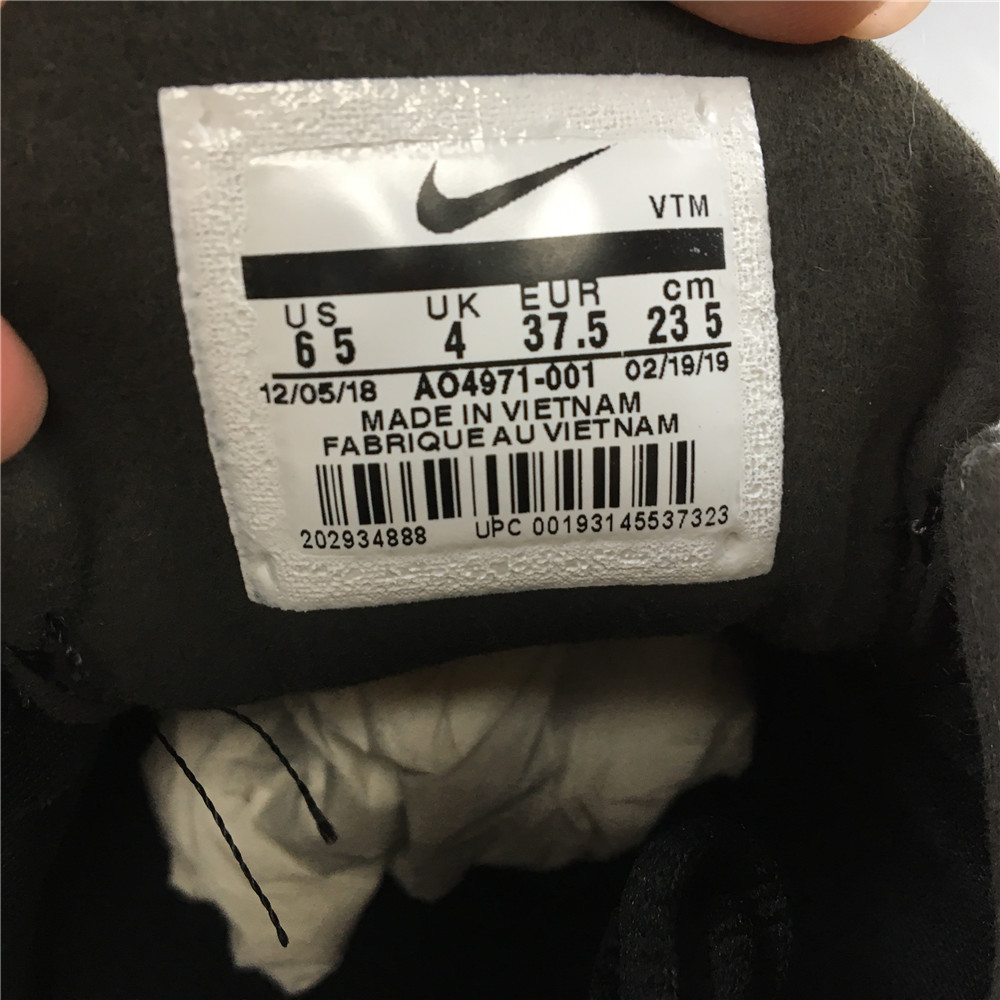 VTM
US UK EUR cm
6 5 4 37.5 23 5
12/05/18 AO4971-001 02/19/19
MADE IN VIETNAM
FABRIQUE AU VIETNAM
202934888 UPC 00193145537323